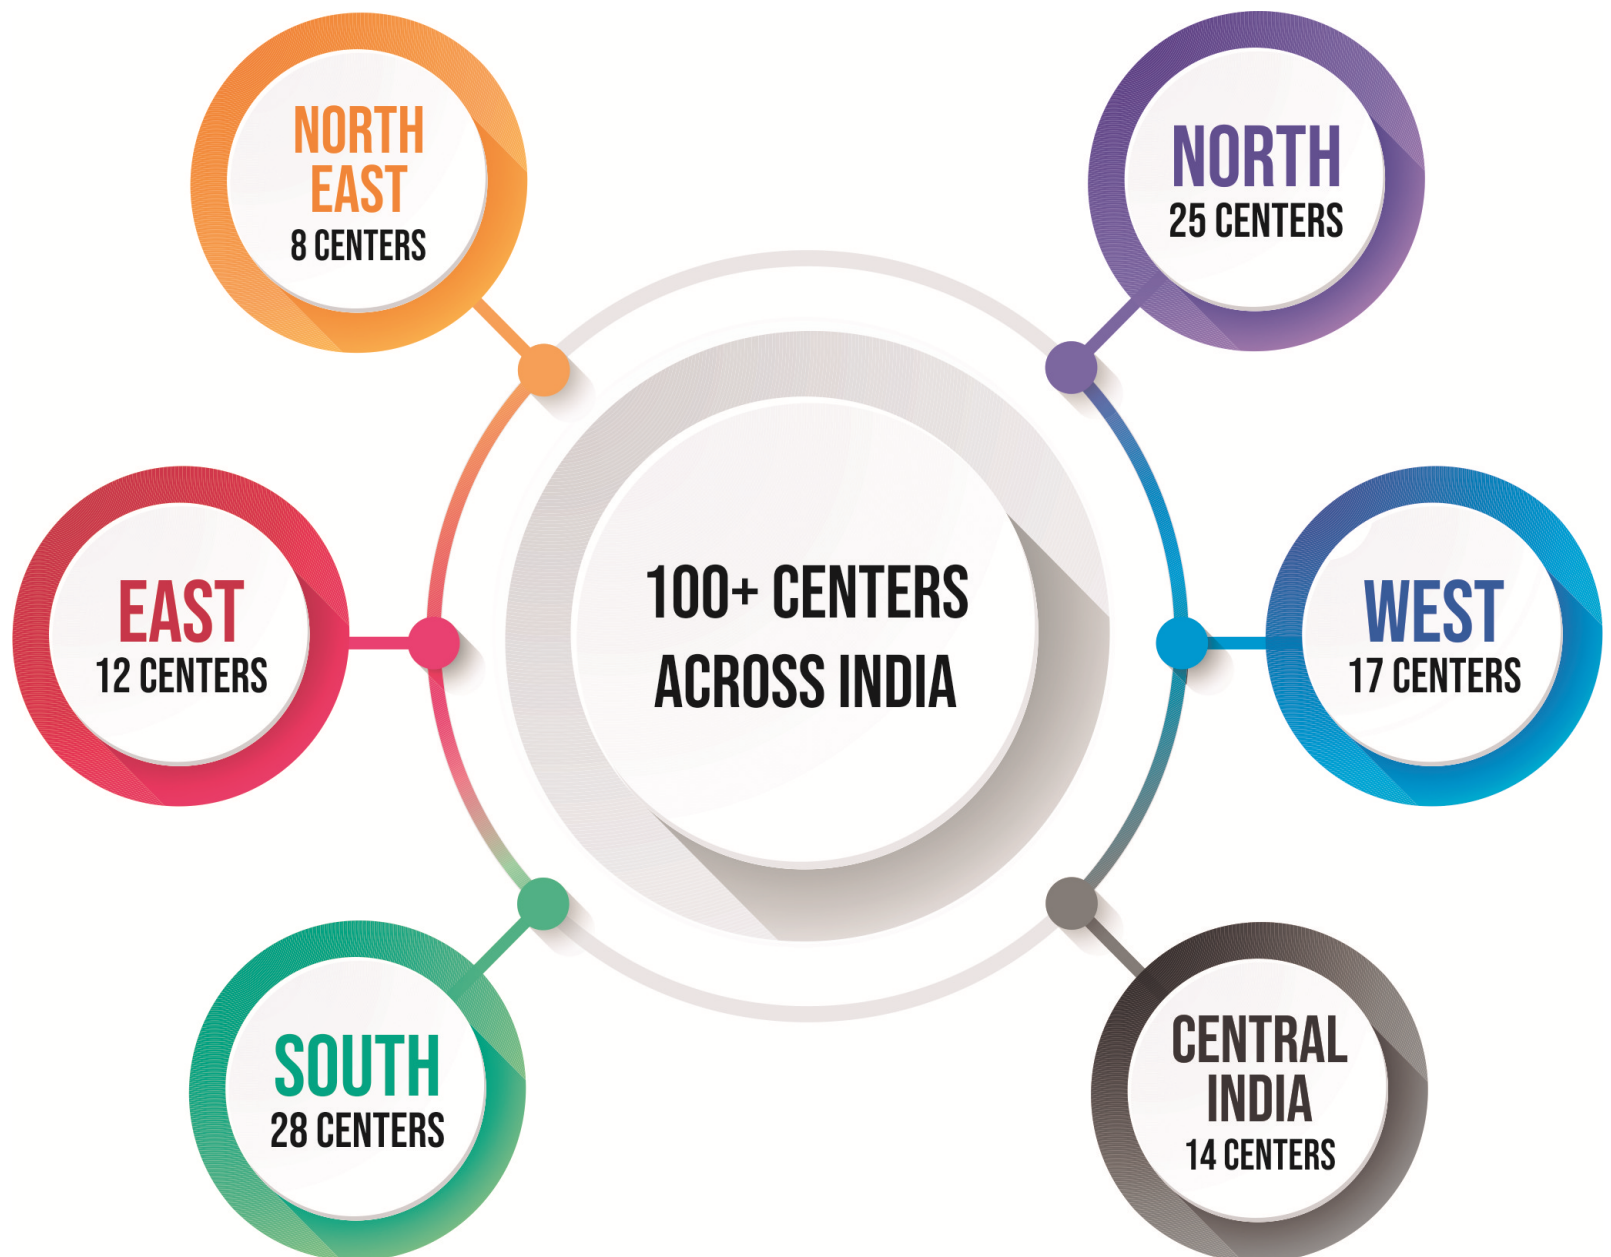 NORTH
EAST
8 CENTERS
NORTH
25 CENTERS
EAST
12 CENTERS
100+ CENTERS
ACROSS INDIA
WEST
17 CENTERS
SOUTH
28 CENTERS
CENTRAL
INDIA
14 CENTERS